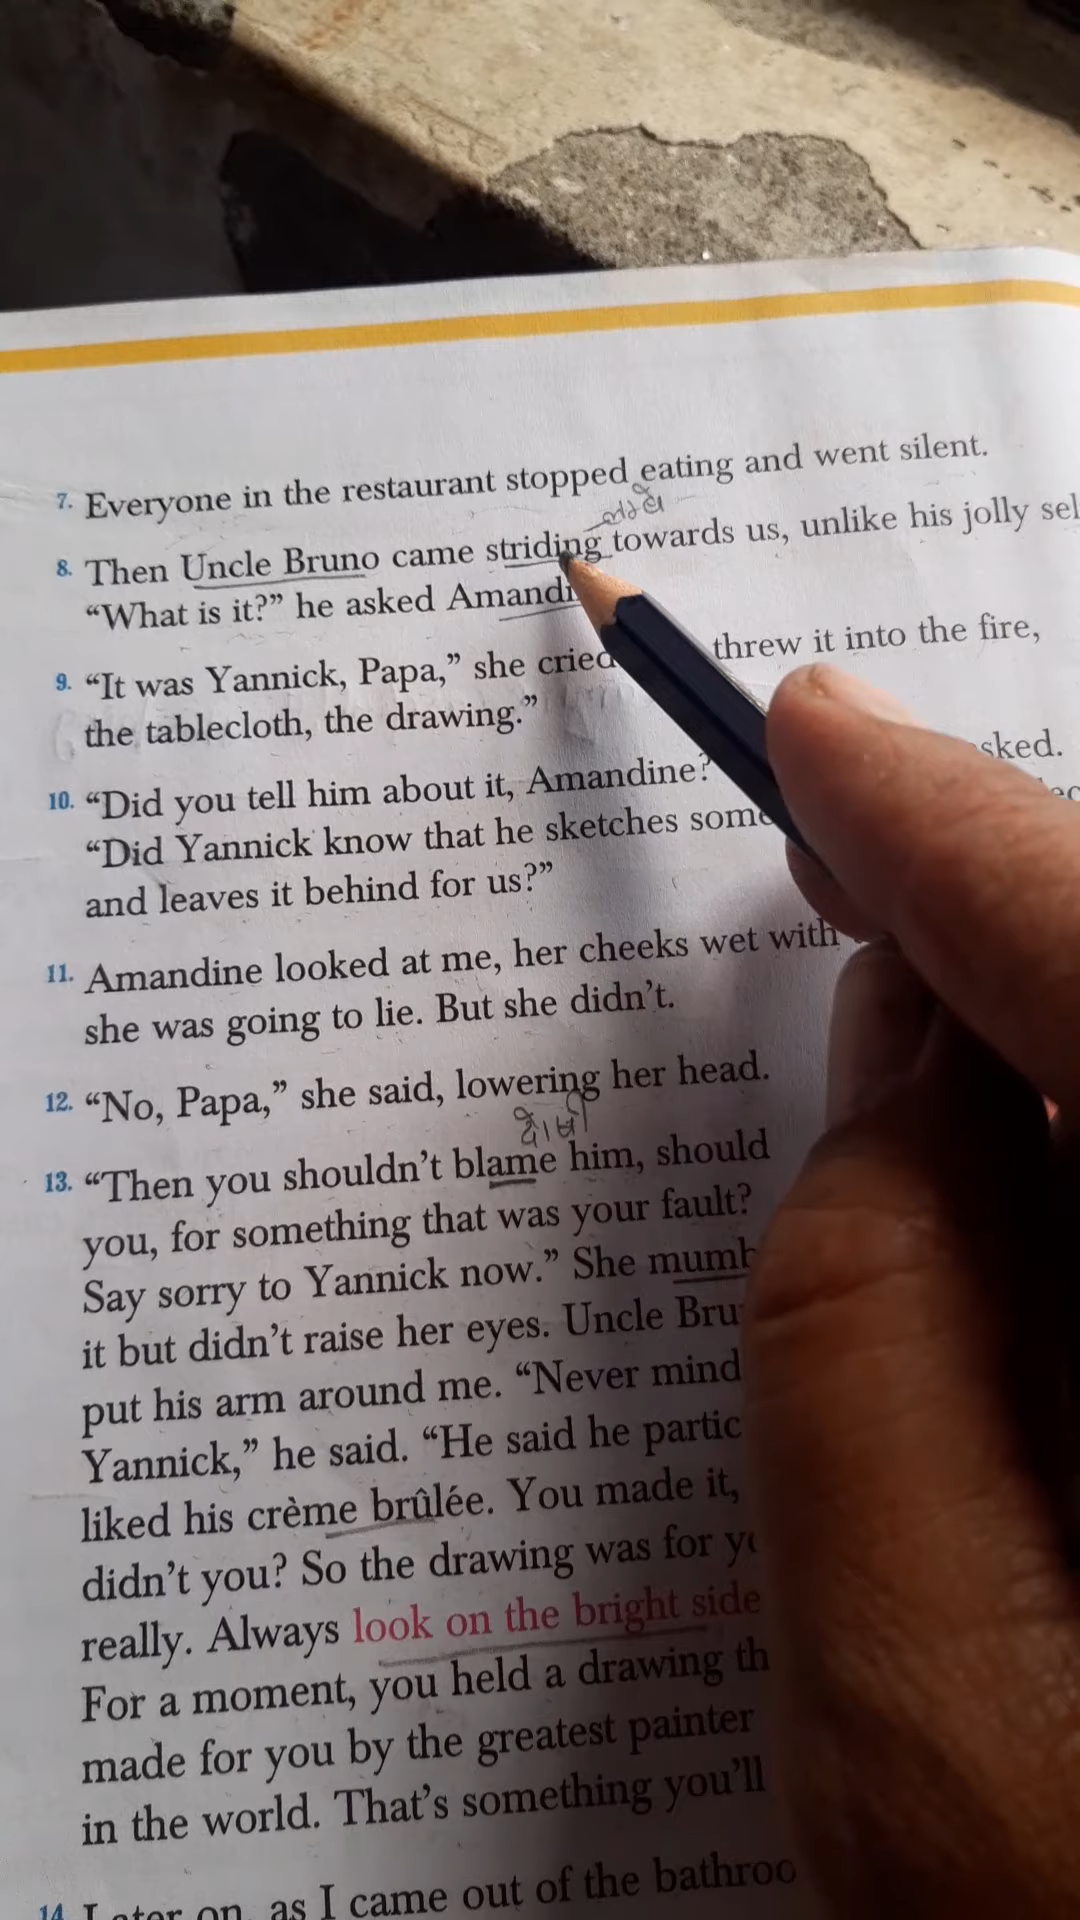 7. Everyone in the restaurant stopped eating and went silent.
8. Then Uncle Bruno came striding towards us, unlike his jolly sel
“What is it?” he asked Amandi
9. “It was Yannick, Papa,” she cried threw it into the fire,
the tablecloth, the drawing.”
10. “Did you tell him about it, Amandine? sked.
“Did Yannick know that he sketches some
and leaves it behind for us?”
11. Amandine looked at me, her cheeks wet with
she was going to lie. But she didn’t.
12. “No, Papa,” she said, lowering her head.
દોષી
13. “Then you shouldn’t blame him, should
you, for something that was your fault?
Say sorry to Yannick now.” She mumb
it but didn’t raise her eyes. Uncle Bru
put his arm around me. “Never mind
Yannick,” he said. “He said he partic
liked his crème brûlée. You made it,
didn’t you? So the drawing was for yo
really. Always look on the bright side
For a moment, you held a drawing th
made for you by the greatest painter
in the world. That’s something you’ll
14. Later on, as I came out of the bathroo